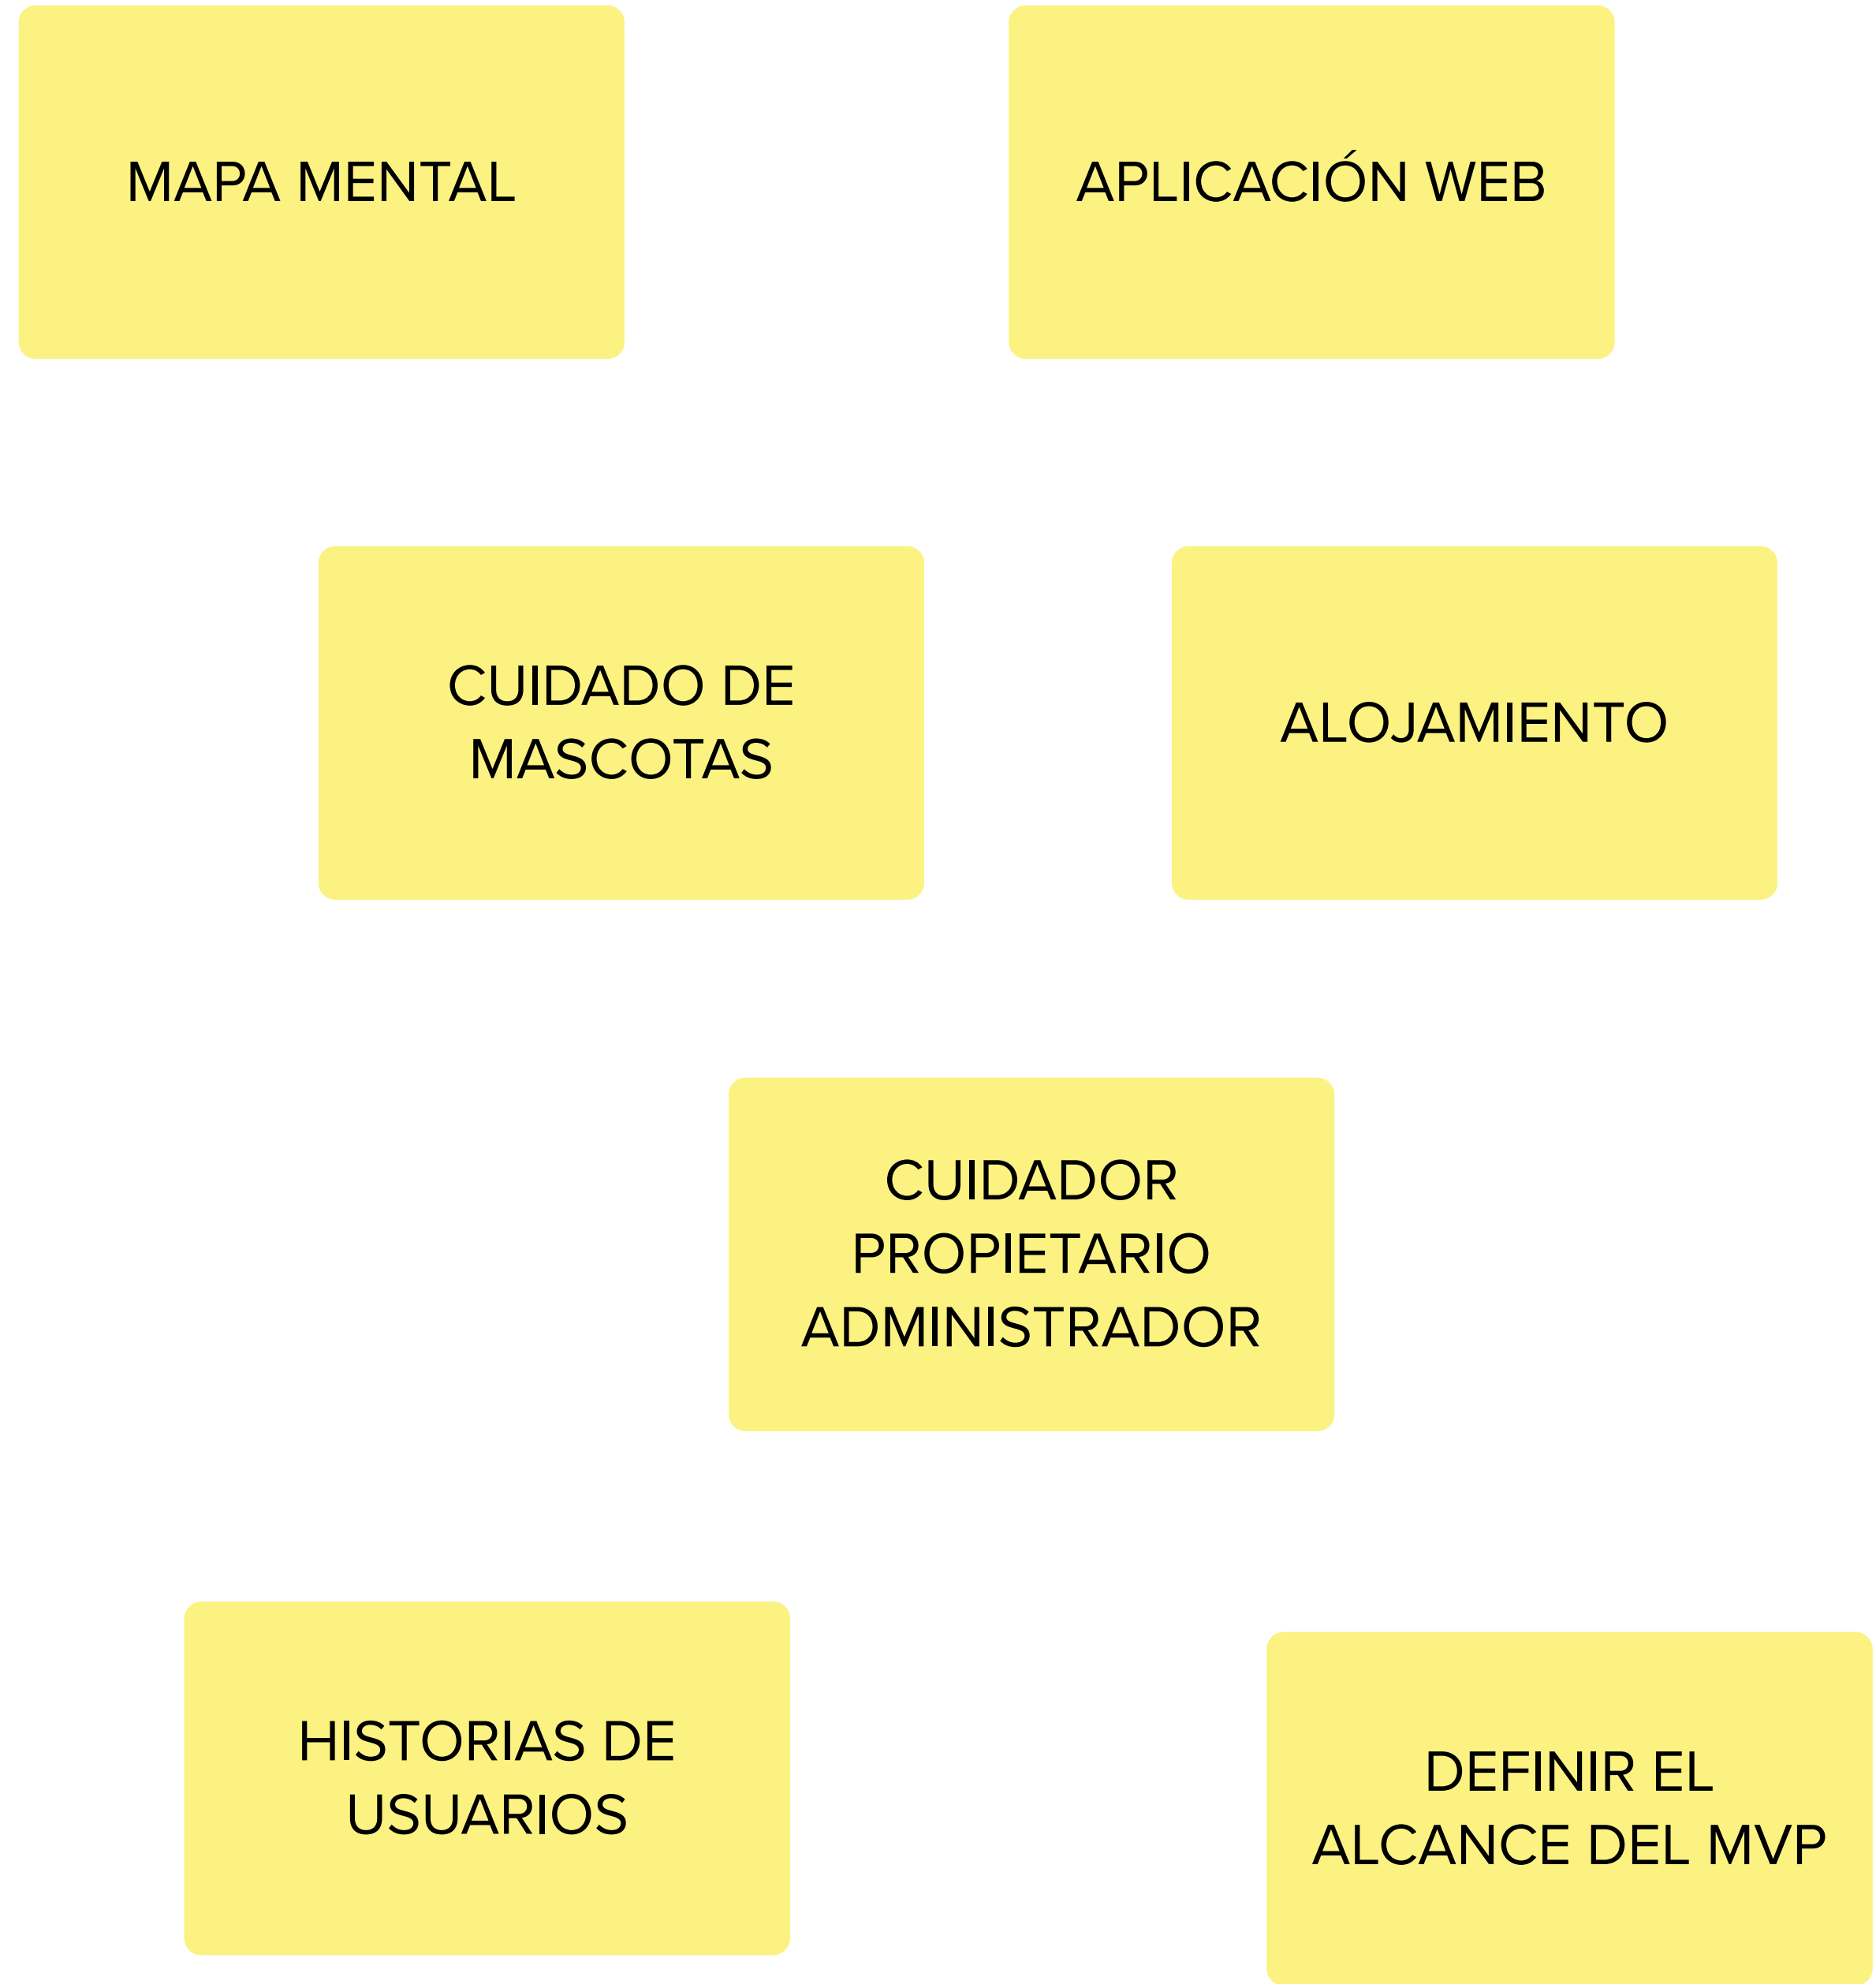 MAPA MENTAL
APLICACIÓN WEB
CUIDADO DE
MASCOTAS
ALOJAMIENTO
CUIDADOR
PROPIETARIO
ADMINISTRADOR
HISTORIAS DE
USUARIOS
DEFINIR EL
ALCANCE DEL MVP